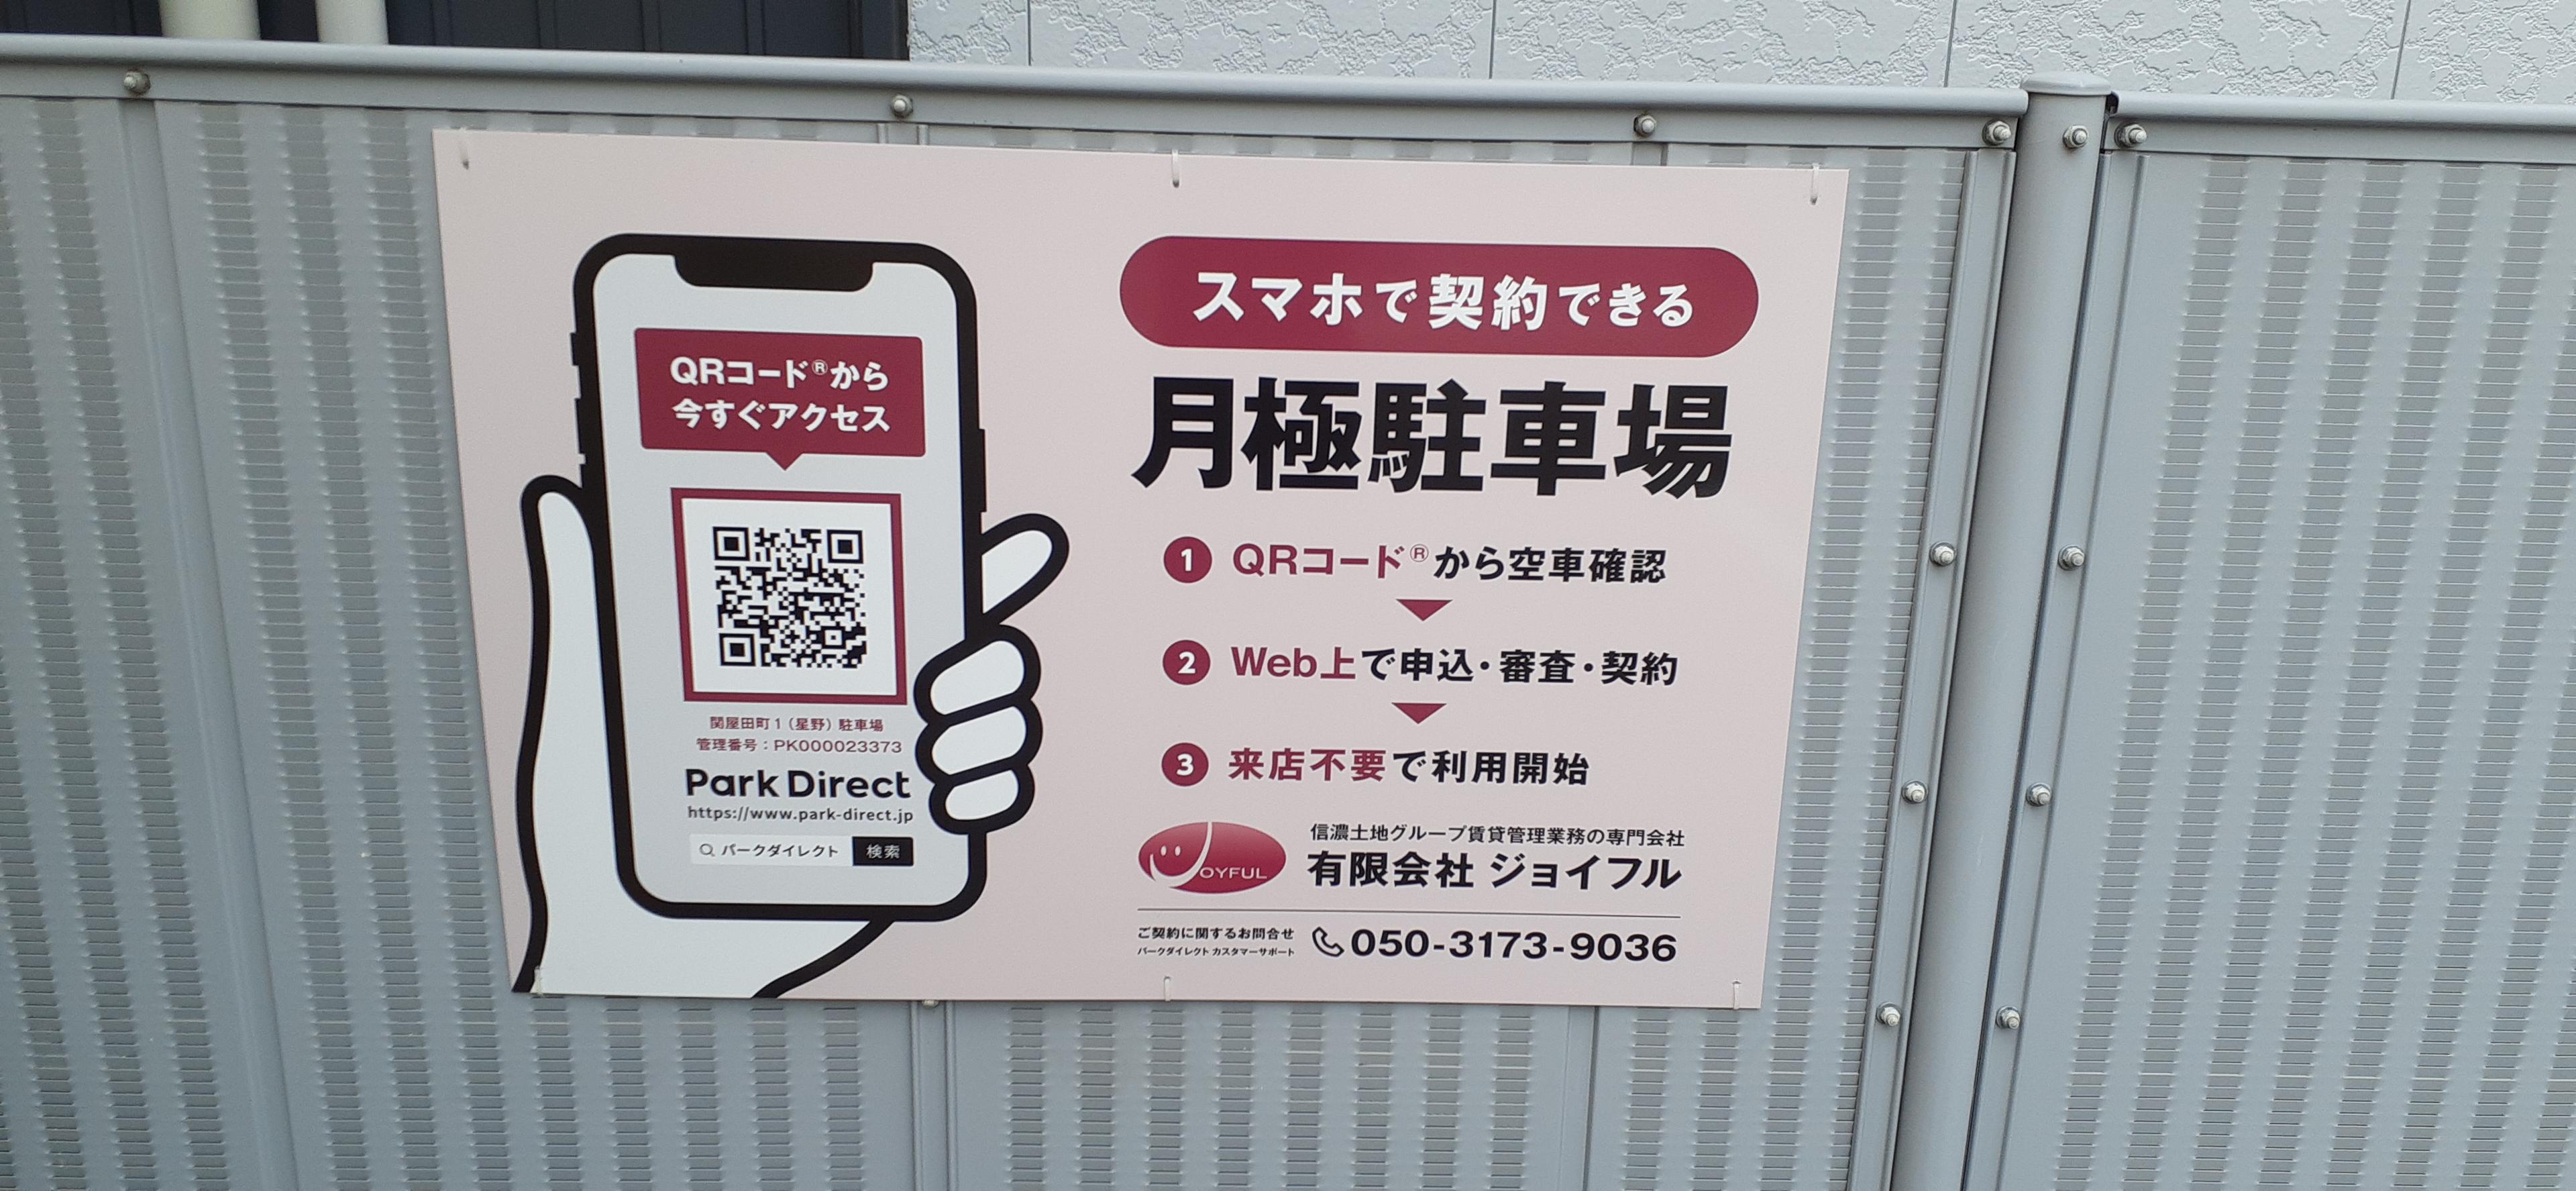 QRコード®から
今すぐアクセス
関屋田町1（星野）駐車場
管理番号：PK000023373
Park Direct
https://www.park-direct.jp
パークダイレクト 検索
スマホで契約できる
月極駐車場
1 QRコード®から空車確認
2 Web上で申込・審査・契約
3 来店不要で利用開始
JOYFUL
信濃土地グループ賃貸管理業務の専門会社
有限会社 ジョイフル
ご契約に関するお問合せ
パークダイレクト カスタマーサポート
050-3173-9036